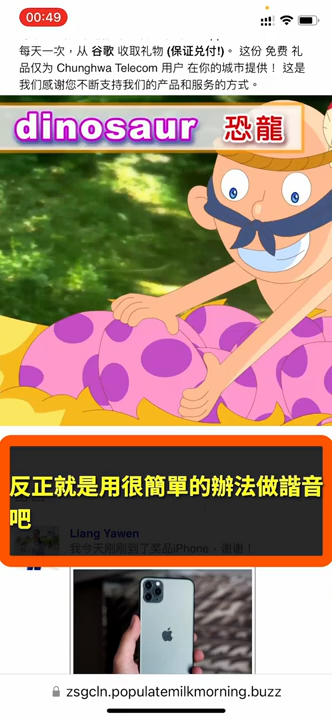 00:49
每天一次，从 谷歌 收取礼物 (保证兑付!)。 这份 免费 礼
品仅为 Chunghwa Telecom 用户 在你的城市提供！ 这是
我们感谢您不断支持我们的产品和服务的方式。
dinosaur 恐龍
反正就是用很簡單的辦法做諧音
吧
Liang Yawen
我今天刚刚到了奖品iPhone，谢谢！
zsgcln.populatemilkmorning.buzz